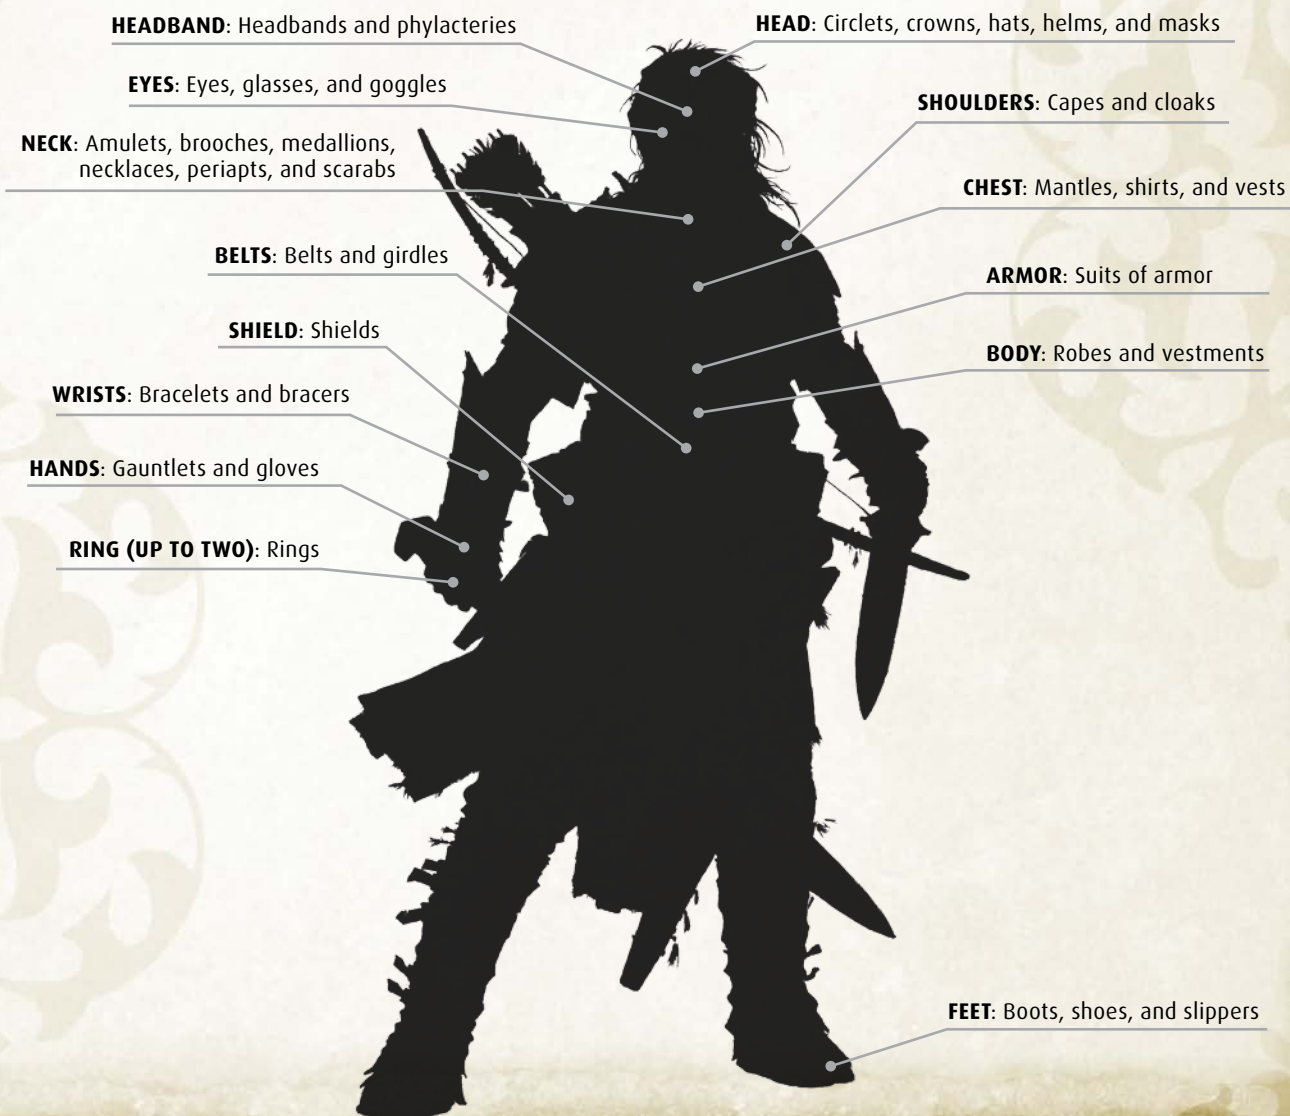 HEADBAND: Headbands and phylacteries
EYES: Eyes, glasses, and goggles
NECK: Amulets, brooches, medallions,
necklaces, periapts, and scarabs
BELTS: Belts and girdles
SHIELD: Shields
WRISTS: Bracelets and bracers
HANDS: Gauntlets and gloves
RING (UP TO TWO): Rings
HEAD: Circlets, crowns, hats, helms, and masks
SHOULDERS: Capes and cloaks
CHEST: Mantles, shirts, and vests
ARMOR: Suits of armor
BODY: Robes and vestments
FEET: Boots, shoes, and slippers